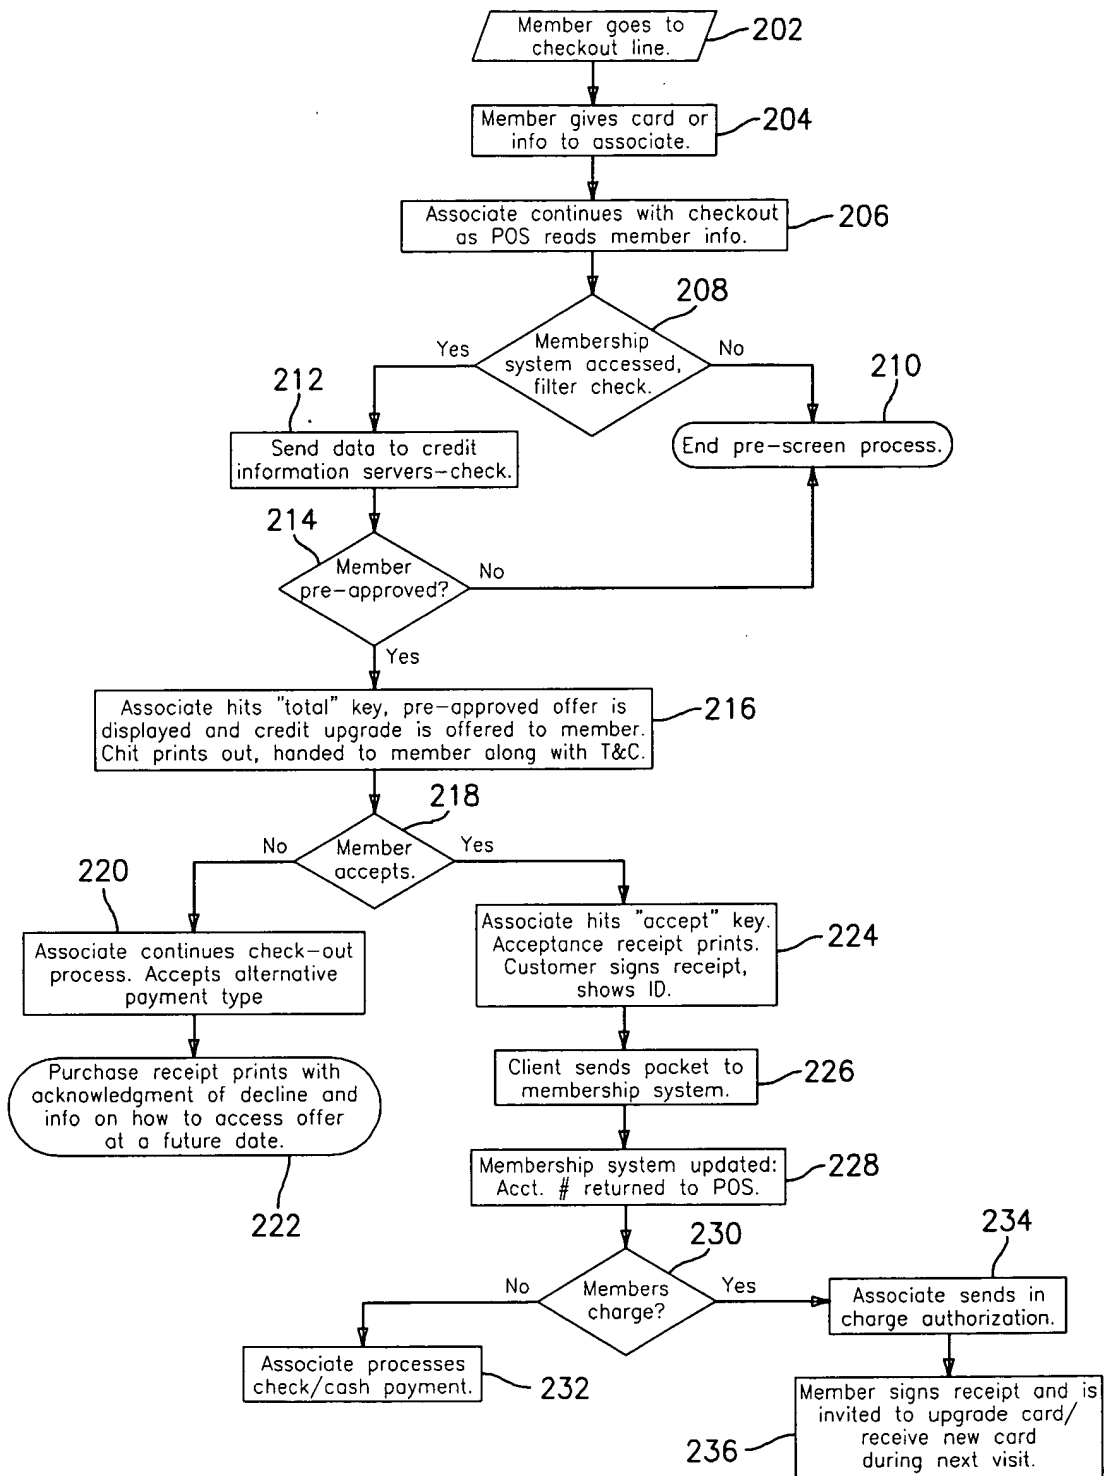 Member goes to
checkout line.
202
Member gives card or
info to associate.
204
Associate continues with checkout
as POS reads member info.
206
208
Membership
system accessed,
filter check.
Yes
No
210
End pre-screen process.
212
Send data to credit
information servers-check.
214
Member
pre-approved?
No
Yes
Associate hits "total" key, pre-approved offer is
displayed and credit upgrade is offered to member.
Chit prints out, handed to member along with T&C.
216
218
Member
accepts.
No
Yes
220
Associate continues check-out
process. Accepts alternative
payment type
Purchase receipt prints with
acknowledgment of decline and
info on how to access offer
at a future date.
222
Associate hits "accept" key.
Acceptance receipt prints.
Customer signs receipt,
shows ID.
224
Client sends packet to
membership system.
226
Membership system updated:
Acct. # returned to POS.
228
230
Members
charge?
No
Yes
Associate processes
check/cash payment.
232
234
Associate sends in
charge authorization.
Member signs receipt and is
invited to upgrade card/
receive new card
during next visit.
236